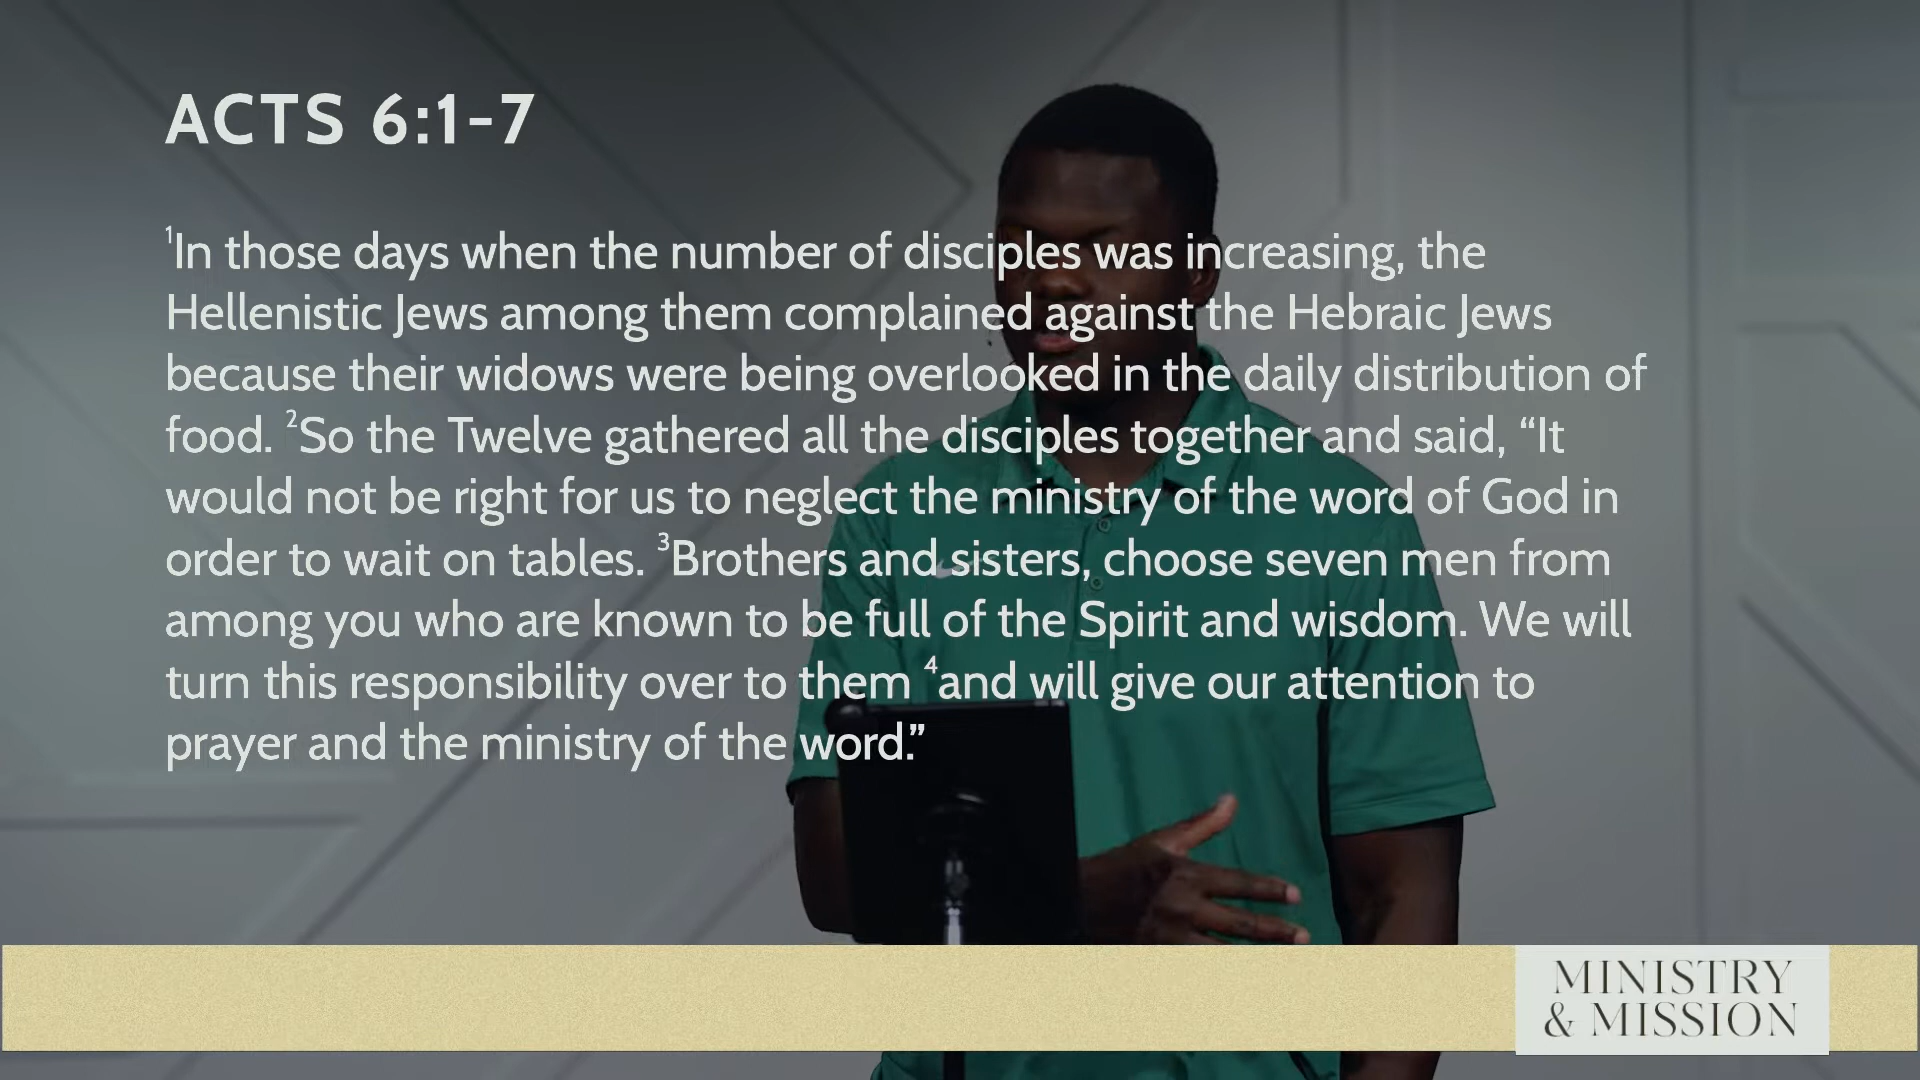 ACTS 6:1-7
¹In those days when the number of disciples was increasing, the
Hellenistic Jews among them complained against the Hebraic Jews
because their widows were being overlooked in the daily distribution of
food. ²So the Twelve gathered all the disciples together and said, “It
would not be right for us to neglect the ministry of the word of God in
order to wait on tables. ³Brothers and sisters, choose seven men from
among you who are known to be full of the Spirit and wisdom. We will
turn this responsibility over to them ⁴and will give our attention to
prayer and the ministry of the word.”
MINISTRY
& MISSION